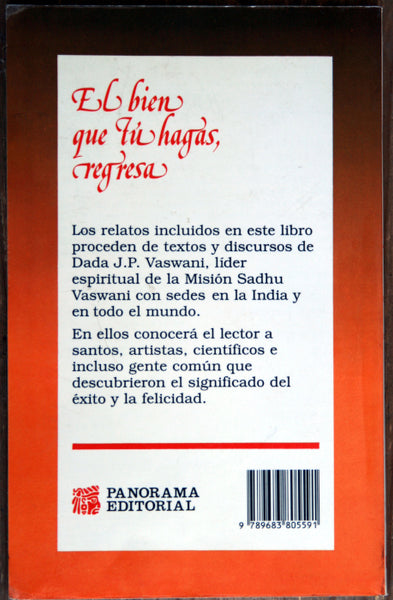 El bien
que tú hagas,
regresa
Los relatos incluidos en este libro
proceden de textos y discursos de
Dada J.P. Vaswani, líder
espiritual de la Misión Sadhu
Vaswani con sedes en la India y
en todo el mundo.
En ellos conocerá el lector a
santos, artistas, científicos e
incluso gente común que
descubrieron el significado del
éxito y la felicidad.
PANORAMA
EDITORIAL
9 789683 805591